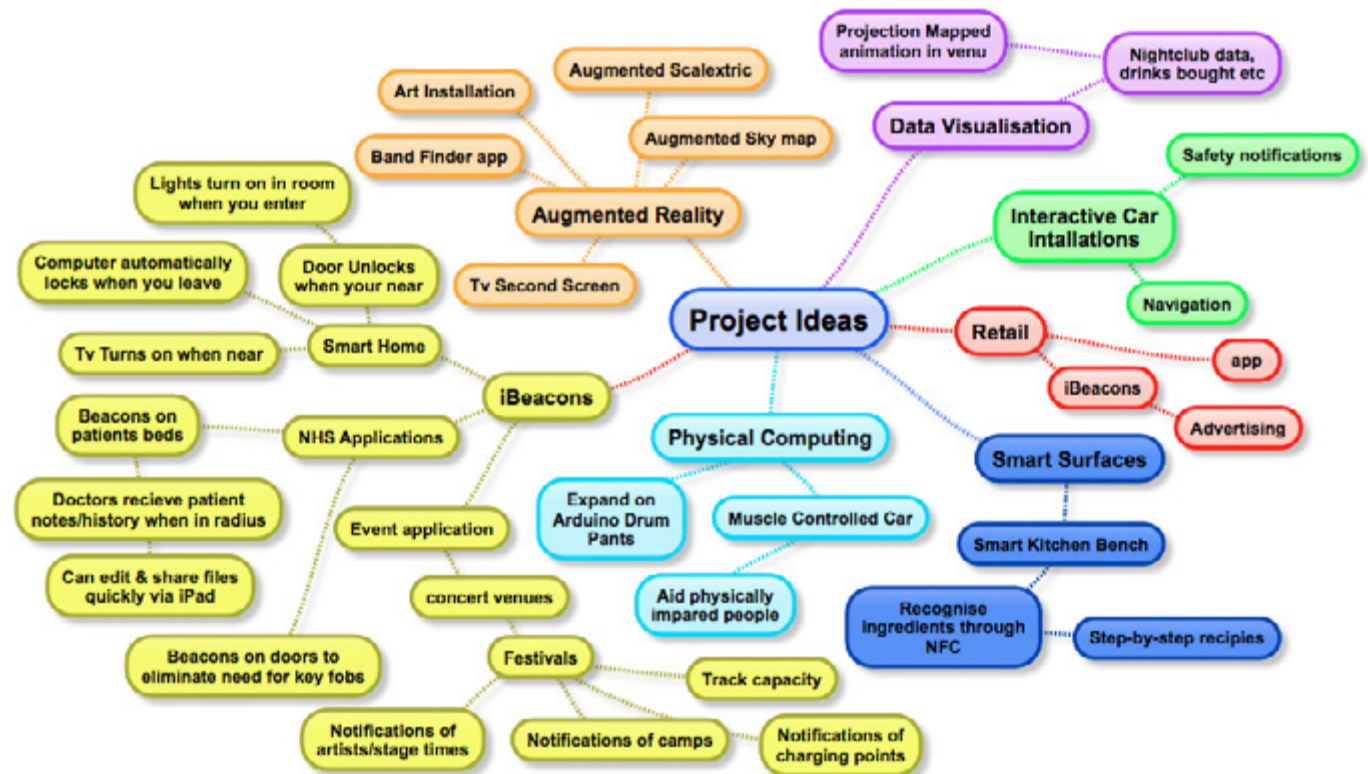 Projection Mapped
animation in venu
Nightclub data,
drinks bought etc
Data Visualisation
Augmented Scalextric
Art Installation
Augmented Sky map
Band Finder app
Augmented Reality
Tv Second Screen
Safety notifications
Interactive Car
Intallations
Navigation
Lights turn on in room
when you enter
Computer automatically
locks when you leave
Door Unlocks
when your near
Tv Turns on when near
Smart Home
Project Ideas
Retail
app
iBeacons
Advertising
iBeacons
Beacons on
patients beds
NHS Applications
Doctors recieve patient
notes/history when in radius
Can edit & share files
quickly via iPad
Beacons on doors to
eliminate need for key fobs
Event application
concert venues
Festivals
Track capacity
Notifications of
artists/stage times
Notifications of camps
Notifications of
charging points
Physical Computing
Expand on
Arduino Drum
Pants
Muscle Controlled Car
Aid physically
impared people
Smart Surfaces
Smart Kitchen Bench
Recognise
ingredients through
NFC
Step-by-step recipies